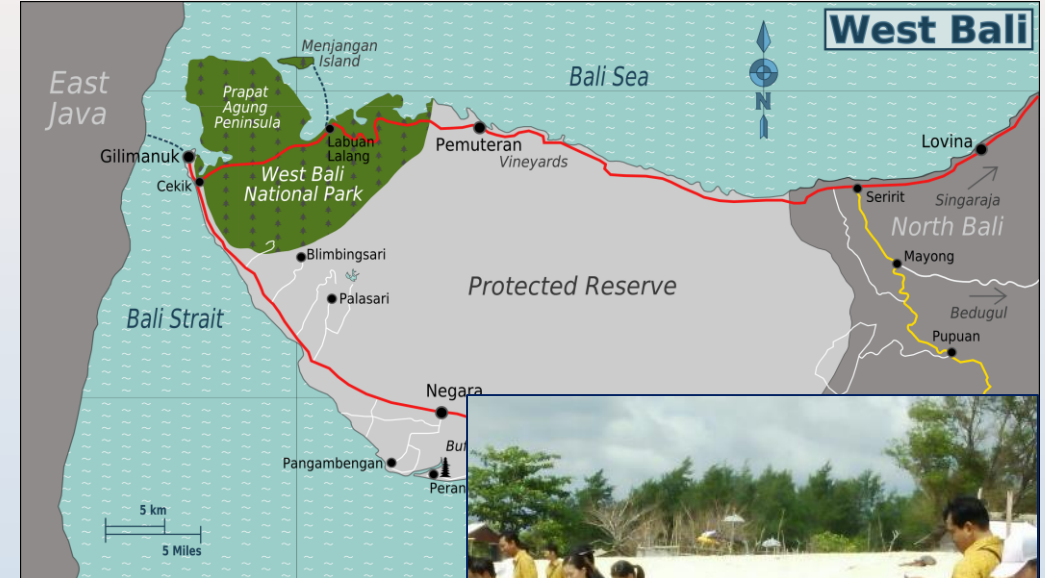 West Bali
Menjangan
Island
Bali Sea
East
Java
Prapat
Agung
Peninsula
N
Labuan
Lalang
Pemuteran
Vineyards
Lovina
Gilimanuk
Cekik
West Bali
National Park
Seririt
Singaraja
North Bali
Blimbingsari
Mayong
Palasari
Protected Reserve
Bedugul
Bali Strait
Pupuan
Negara
Pangambengan
5 km
5 Miles